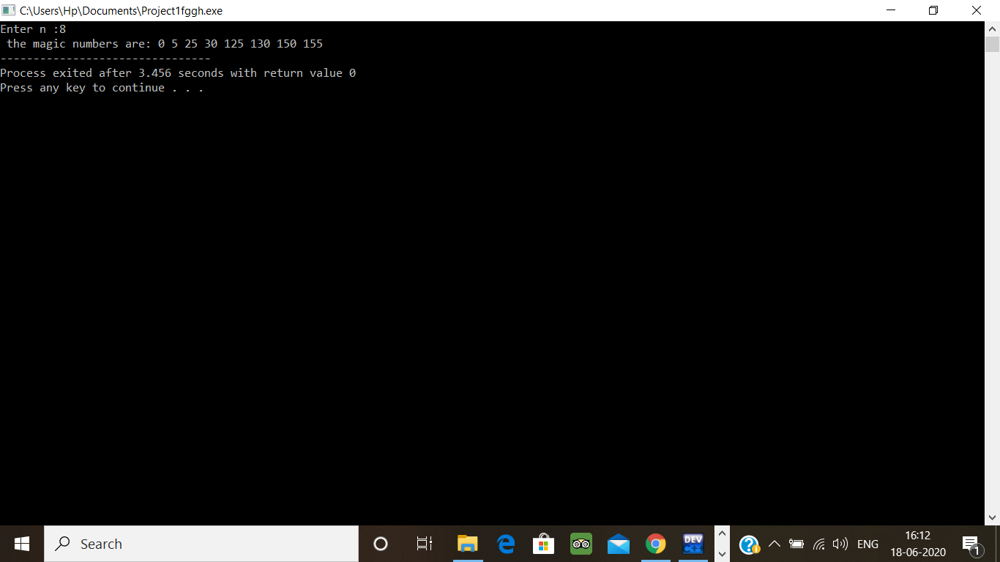 C:\Users\Hp\Documents\Project1fggh.exe
Enter n :8
 the magic numbers are: 0 5 25 30 125 130 150 155
--------------------------------
Process exited after 3.456 seconds with return value 0
Press any key to continue . . .
Search
DEV
C++
ENG
16:12
18-06-2020
1